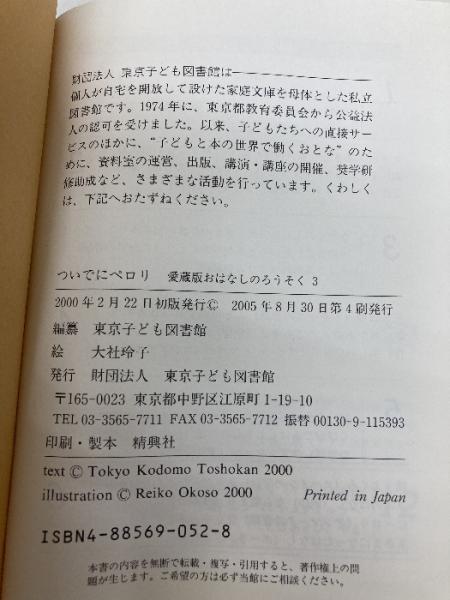 財団法人 東京子ども図書館は――――――――
個人が自宅を開放して設けた家庭文庫を母体とした私立
図書館です。1974年に、東京都教育委員会から公益法
人の認可を受けました。以来、子どもたちへの直接サー
ビスのほかに、“子どもと本の世界で働くおとな”のた
めに、資料室の運営、出版、講演・講座の開催、奨学研
修助成など、さまざまな活動を行っています。くわしく
は、下記へおたずねください。
ついでにペロリ 愛蔵版おはなしのろうそく 3
2000年2月22日初版発行© 2005年8月30日第4刷発行
編纂 東京子ども図書館
絵 大社玲子
発行 財団法人 東京子ども図書館
〒165-0023 東京都中野区江原町1-19-10
TEL 03-3565-7711 FAX 03-3565-7712 振替 00130-9-115393
印刷・製本 精興社
text © Tokyo Kodomo Toshokan 2000
illustration © Reiko Okoso 2000 Printed in Japan
ISBN4-88569-052-8
本書の内容を無断で転載・複写・引用すると、著作権上の問
題が生じます。ご希望の方は必ず当館にご相談ください。